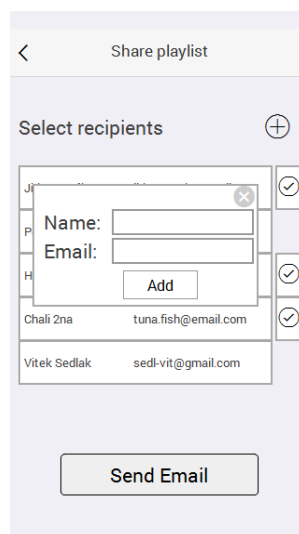 Share playlist
Select recipients
Name:
Email:
Add
Chali 2na tuna.fish@email.com
Vitek Sedlak sedl-vit@gmail.com
Send Email